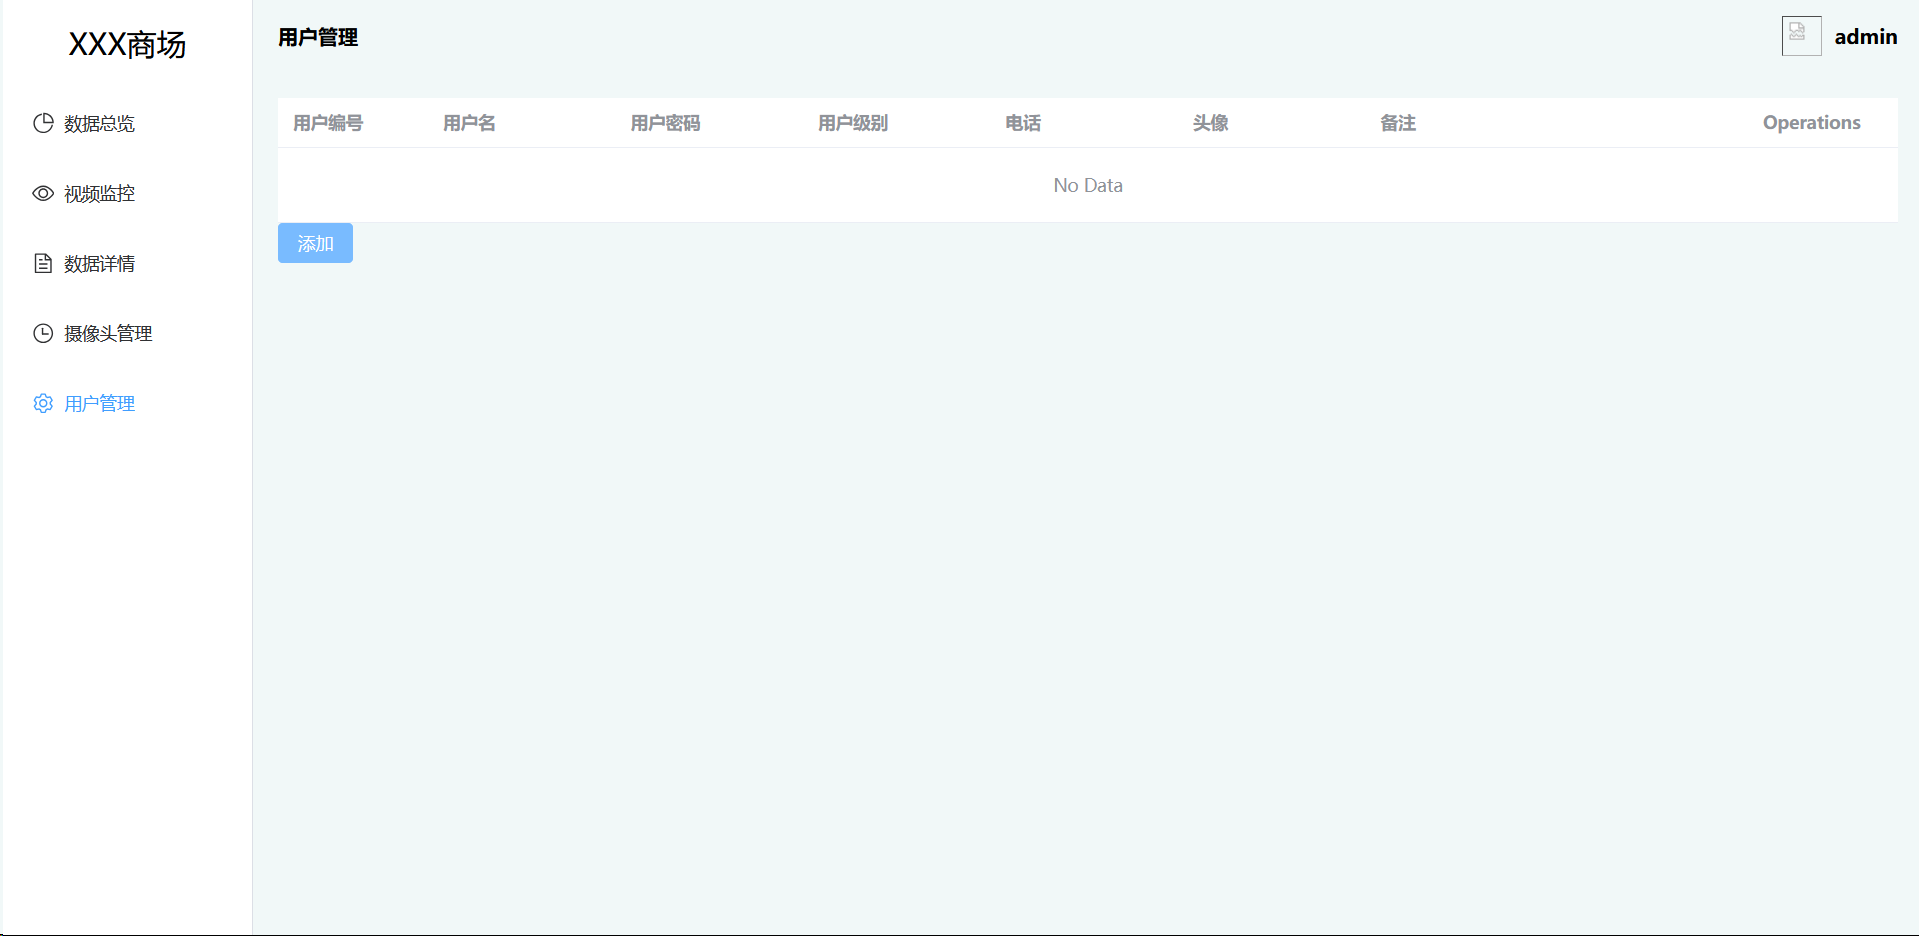 XXX商场
数据总览
视频监控
数据详情
摄像头管理
用户管理
用户管理
admin
用户编号 用户名 用户密码 用户级别 电话 头像 备注 Operations
No Data
添加